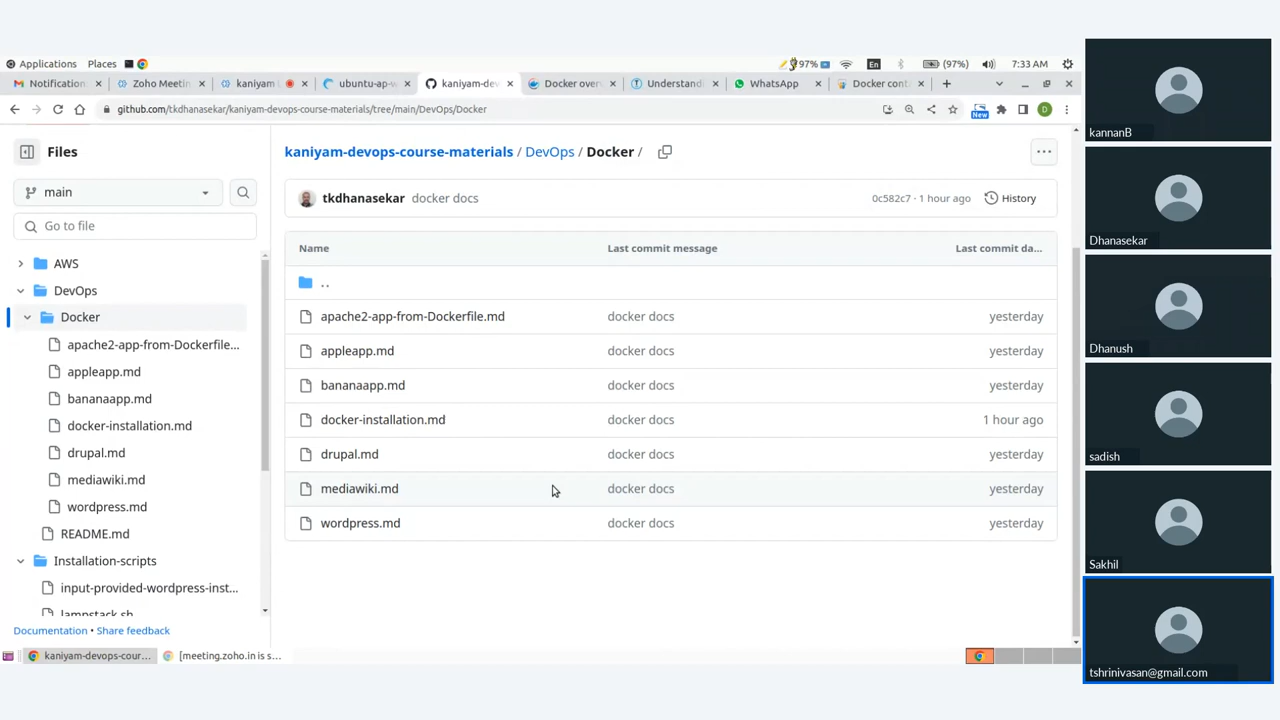 Applications Places 97% En (97%) 7:33 AM
Notification Zoho Meeti kaniyam ubuntu-ap-w kaniyam-dev Docker over Understandi WhatsApp Docker cont
github.com/tkdhanasekar/kaniyam-devops-course-materials/tree/main/DevOps/Docker New D
Files
main
Go to file
AWS
DevOps
Docker
apache2-app-from-Dockerfile...
appleapp.md
bananaapp.md
docker-installation.md
drupal.md
mediawiki.md
wordpress.md
README.md
Installation-scripts
input-provided-wordpress-inst...
lampstack.sh
Documentation • Share feedback
kaniyam-devops-course-materials / DevOps / Docker /
tkdhanasekar docker docs 0c582c7 · 1 hour ago History
Name Last commit message Last commit da...
..
apache2-app-from-Dockerfile.md docker docs yesterday
appleapp.md docker docs yesterday
bananaapp.md docker docs yesterday
docker-installation.md docker docs 1 hour ago
drupal.md docker docs yesterday
mediawiki.md docker docs yesterday
wordpress.md docker docs yesterday
kaniyam-devops-cour... [meeting.zoho.in is s...
kannanB
Dhanasekar
Dhanush
sadish
Sakhil
tshrinivasan@gmail.com